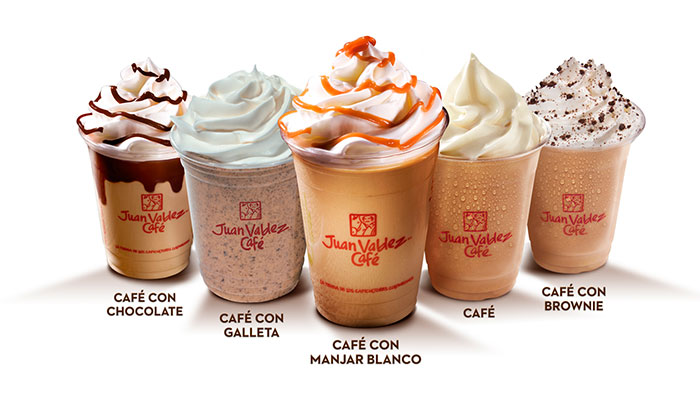 Juan Valdez
Café
CAFÉ CON
CHOCOLATE
Juan Valdez
Café
CAFÉ CON
GALLETA
Juan Valdez
Café
CAFÉ CON
MANJAR BLANCO
Juan Valdez
Café
CAFÉ
Juan Valdez
Café
CAFÉ CON
BROWNIE